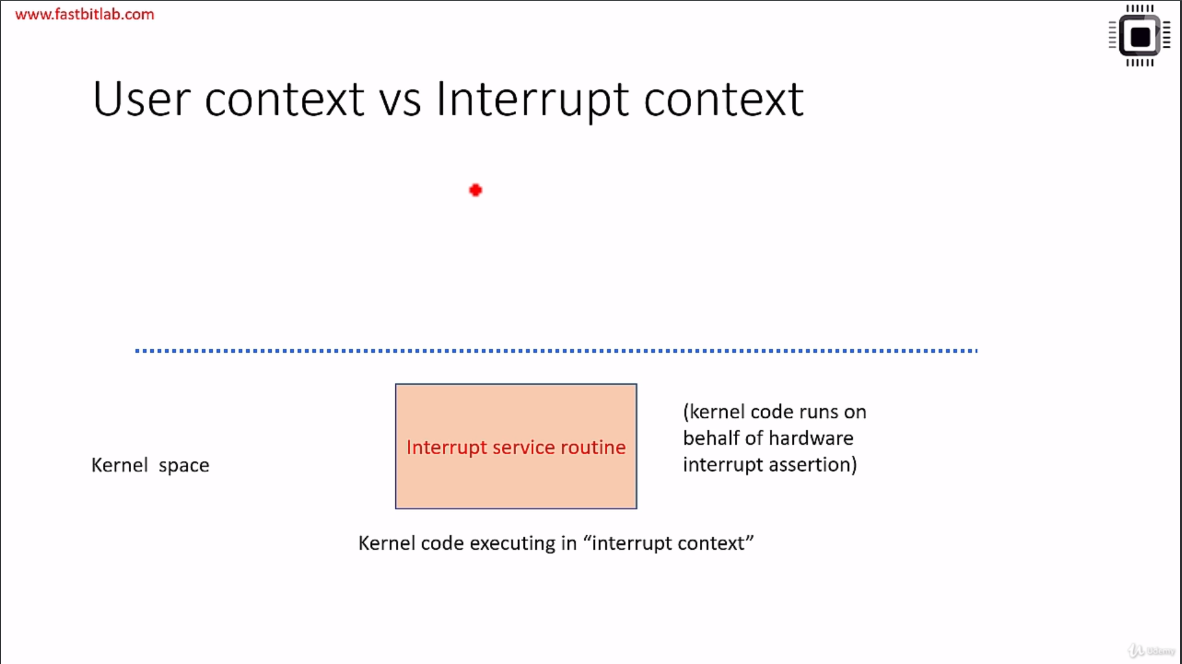 www.fastbitlab.com
User context vs Interrupt context
Interrupt service routine
(kernel code runs on
behalf of hardware
interrupt assertion)
Kernel space
Kernel code executing in “interrupt context”
Udemy